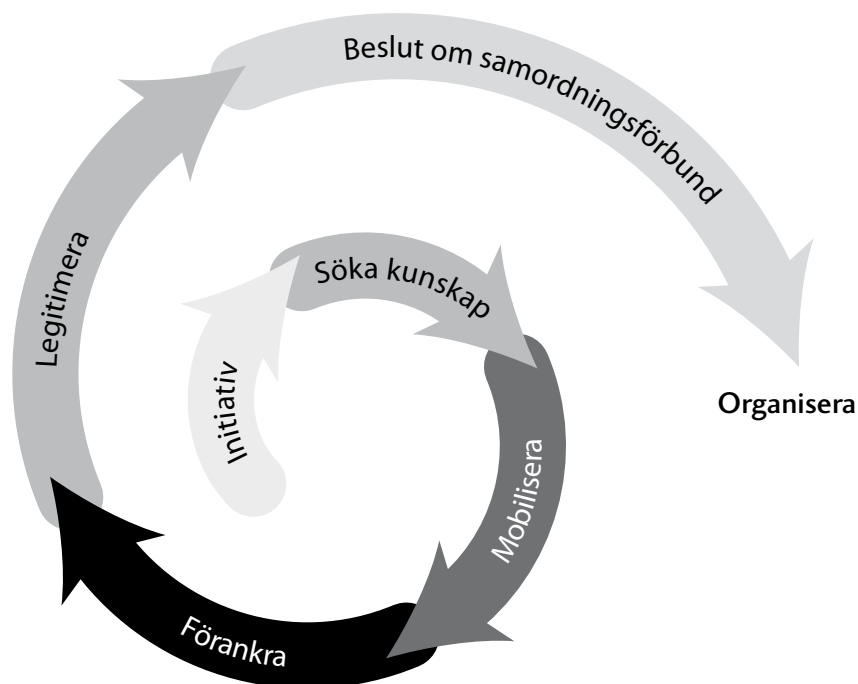 Initiativ
Söka kunskap
Mobilisera
Förankra
Legitimera
Beslut om samordningsförbund
Organisera